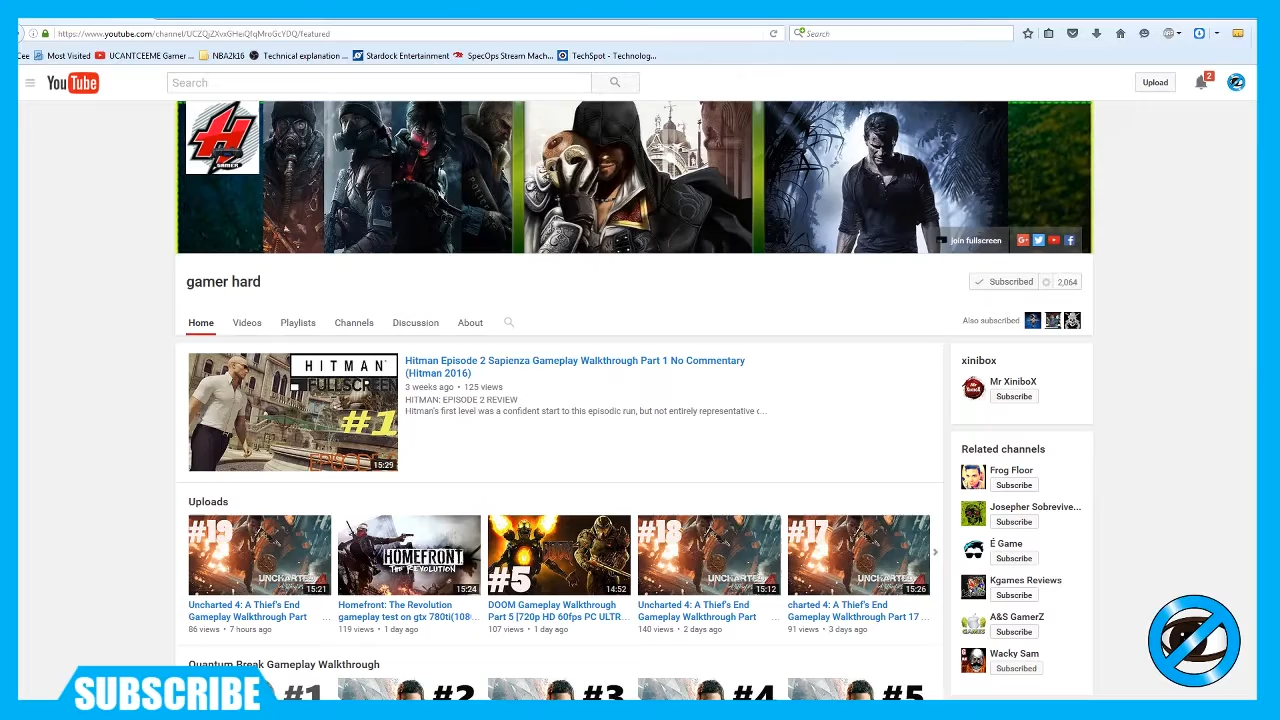 https://www.youtube.com/channel/UCZQjZXvxGHeiQfqMroGcYDQ/featured
Search
Cee
Most Visited
UCANTCEEME Gamer ...
NBA2k16
Technical explanation ...
Stardock Entertainment
SpecOps Stream Mach...
TechSpot - Technolog...
YouTube
Search
Upload
2
H
GAMER
join fullscreen
gamer hard
Subscribed
2,064
Home
Videos
Playlists
Channels
Discussion
About
Also subscribed
HITMAN
FULLSCREEN
#1
15:29
Hitman Episode 2 Sapienza Gameplay Walkthrough Part 1 No Commentary
(Hitman 2016)
3 weeks ago • 125 views
HITMAN: EPISODE 2 REVIEW
Hitman's first level was a confident start to this episodic run, but not entirely representative o...
xinibox
Mr XiniboX
Subscribe
Related channels
Frog Floor
Subscribe
Josepher Sobrevive...
Subscribe
É Game
Subscribe
Kgames Reviews
Subscribe
A&S GamerZ
Subscribe
Wacky Sam
Subscribed
Uploads
#19
UNCHARTED 4
15:21
Uncharted 4: A Thief's End
Gameplay Walkthrough Part ...
86 views • 7 hours ago
HOMEFRONT
THE REVOLUTION
15:24
Homefront: The Revolution
gameplay test on gtx 780ti(108...
119 views • 1 day ago
#5
14:52
DOOM Gameplay Walkthrough
Part 5 [720p HD 60fps PC ULTR...
107 views • 1 day ago
#18
UNCHARTED 4
15:12
Uncharted 4: A Thief's End
Gameplay Walkthrough Part ...
140 views • 2 days ago
#17
UNCHARTED 4
15:26
charted 4: A Thief's End
Gameplay Walkthrough Part 17 ...
91 views • 3 days ago
Quantum Break Gameplay Walkthrough
#1
#2
#3
#4
#5
SUBSCRIBE